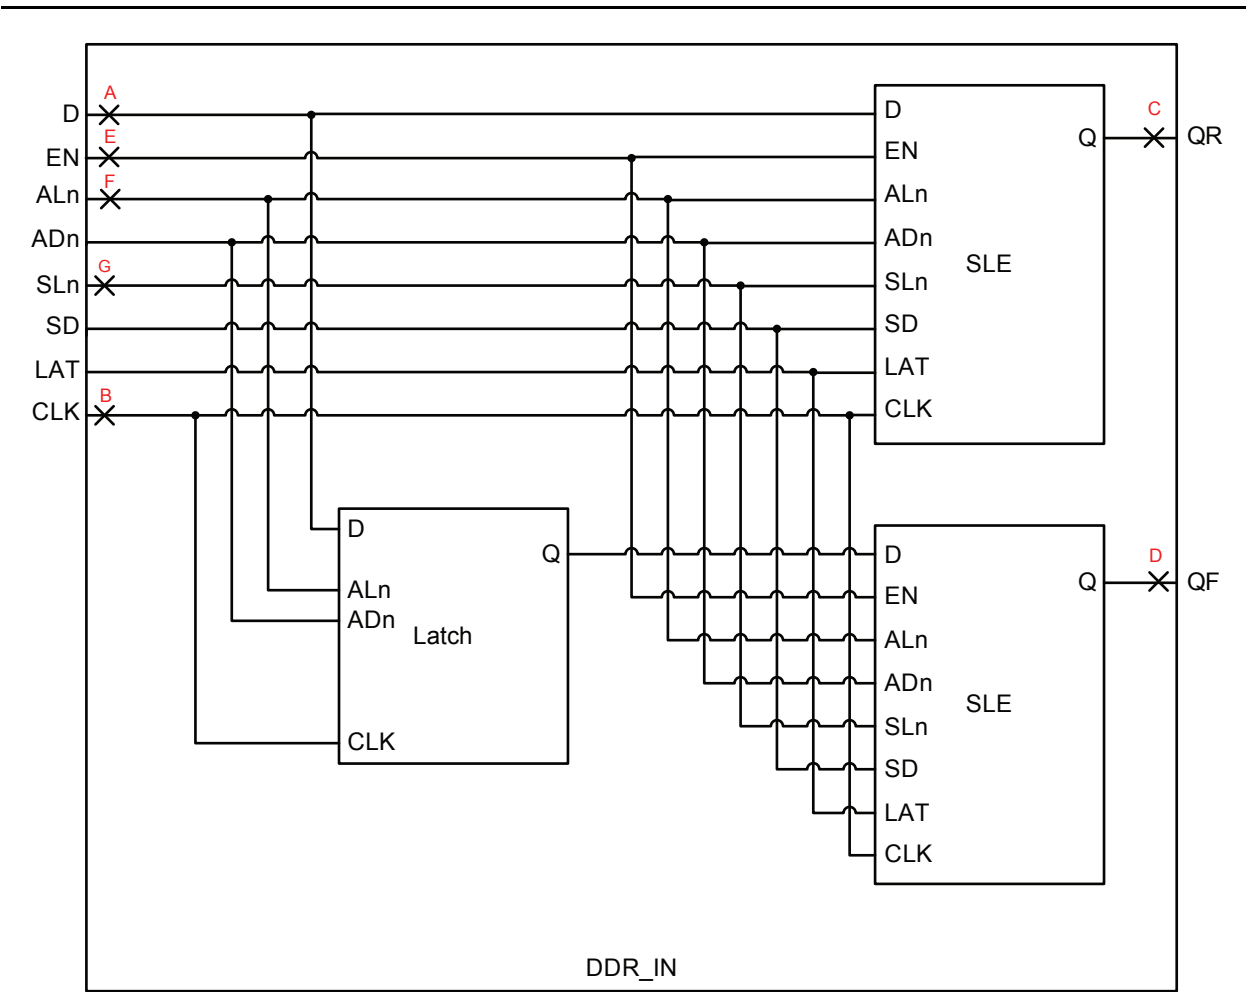 A
D
E
EN
F
ALn
ADn
G
SLn
SD
LAT
B
CLK
D
EN
ALn
ADn
SLn
SD
LAT
CLK
SLE
Q
C
QR
D
ALn
ADn
CLK
Latch
Q
D
EN
ALn
ADn
SLn
SD
LAT
CLK
SLE
Q
D
QF
DDR_IN